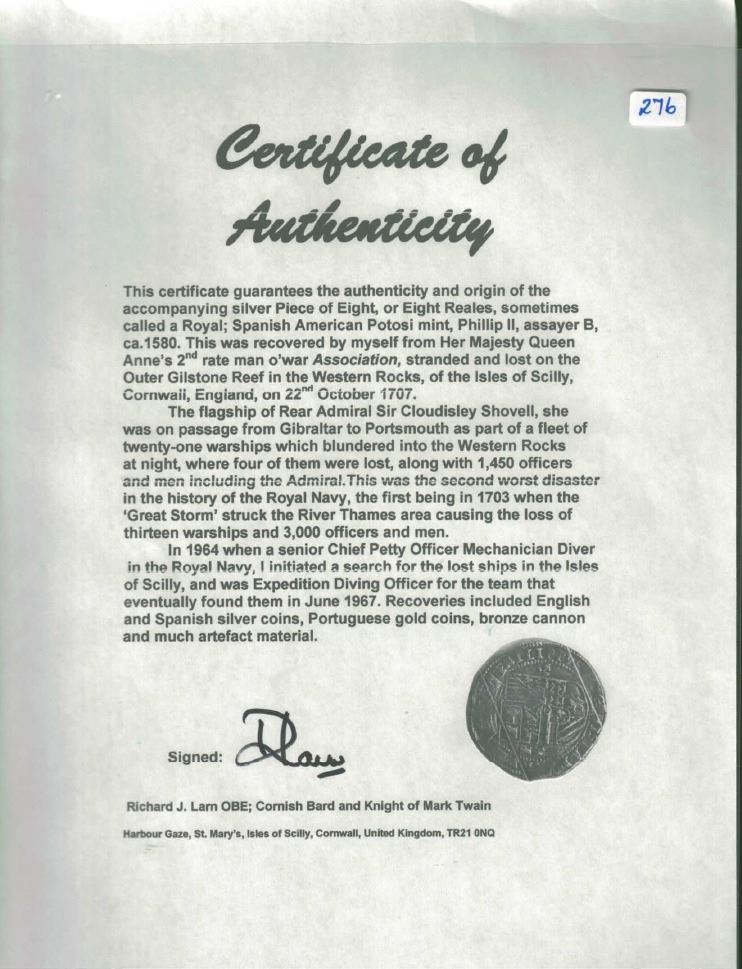 276
Certificate of
Authenticity
This certificate guarantees the authenticity and origin of the
accompanying silver Piece of Eight, or Eight Reales, sometimes
called a Royal; Spanish American Potosi mint, Phillip II, assayer B,
ca.1580. This was recovered by myself from Her Majesty Queen
Anne's 2nd rate man o'war Association, stranded and lost on the
Outer Gilstone Reef in the Western Rocks, of the Isles of Scilly,
Cornwall, England, on 22nd October 1707.
The flagship of Rear Admiral Sir Cloudisley Shovell, she
was on passage from Gibraltar to Portsmouth as part of a fleet of
twenty-one warships which blundered into the Western Rocks
at night, where four of them were lost, along with 1,450 officers
and men including the Admiral.This was the second worst disaster
in the history of the Royal Navy, the first being in 1703 when the
'Great Storm' struck the River Thames area causing the loss of
thirteen warships and 3,000 officers and men.
In 1964 when a senior Chief Petty Officer Mechanician Diver
in the Royal Navy, I initiated a search for the lost ships in the Isles
of Scilly, and was Expedition Diving Officer for the team that
eventually found them in June 1967. Recoveries included English
and Spanish silver coins, Portuguese gold coins, bronze cannon
and much artefact material.
Signed:
Richard J. Larn OBE; Cornish Bard and Knight of Mark Twain
Harbour Gaze, St. Mary's, Isles of Scilly, Cornwall, United Kingdom, TR21 0NQ